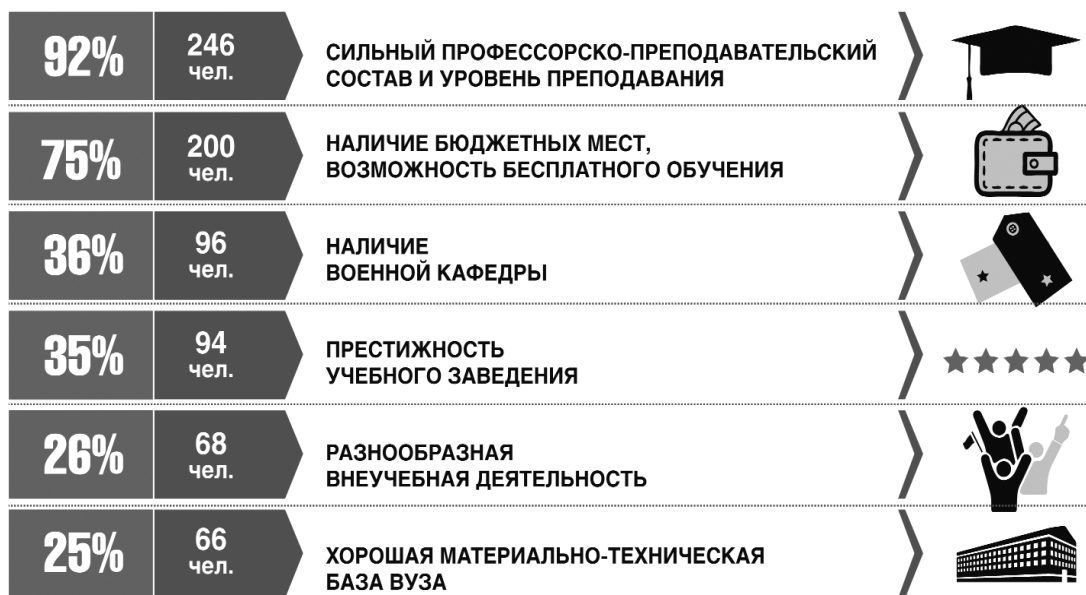 92%
246
чел.
СИЛЬНЫЙ ПРОФЕССОРСКО-ПРЕПОДАВАТЕЛЬСКИЙ
СОСТАВ И УРОВЕНЬ ПРЕПОДАВАНИЯ
75%
200
чел.
НАЛИЧИЕ БЮДЖЕТНЫХ МЕСТ,
ВОЗМОЖНОСТЬ БЕСПЛАТНОГО ОБУЧЕНИЯ
36%
96
чел.
НАЛИЧИЕ
ВОЕННОЙ КАФЕДРЫ
35%
94
чел.
ПРЕСТИЖНОСТЬ
УЧЕБНОГО ЗАВЕДЕНИЯ
26%
68
чел.
РАЗНООБРАЗНАЯ
ВНЕУЧЕБНАЯ ДЕЯТЕЛЬНОСТЬ
25%
66
чел.
ХОРОШАЯ МАТЕРИАЛЬНО-ТЕХНИЧЕСКАЯ
БАЗА ВУЗА